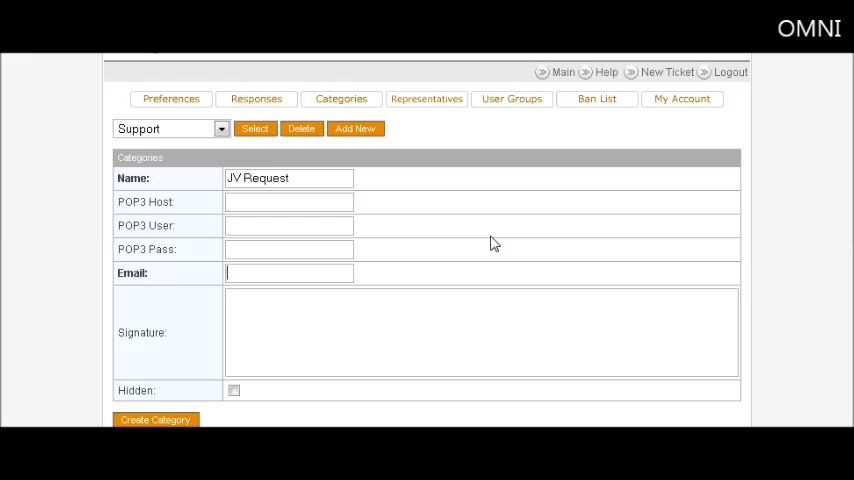 OMNI
Main Help New Ticket Logout
Preferences Responses Categories Representatives User Groups Ban List My Account
Support Select Delete Add New
Categories
Name: JV Request
POP3 Host:
POP3 User:
POP3 Pass:
Email:
Signature:
Hidden:
Create Category